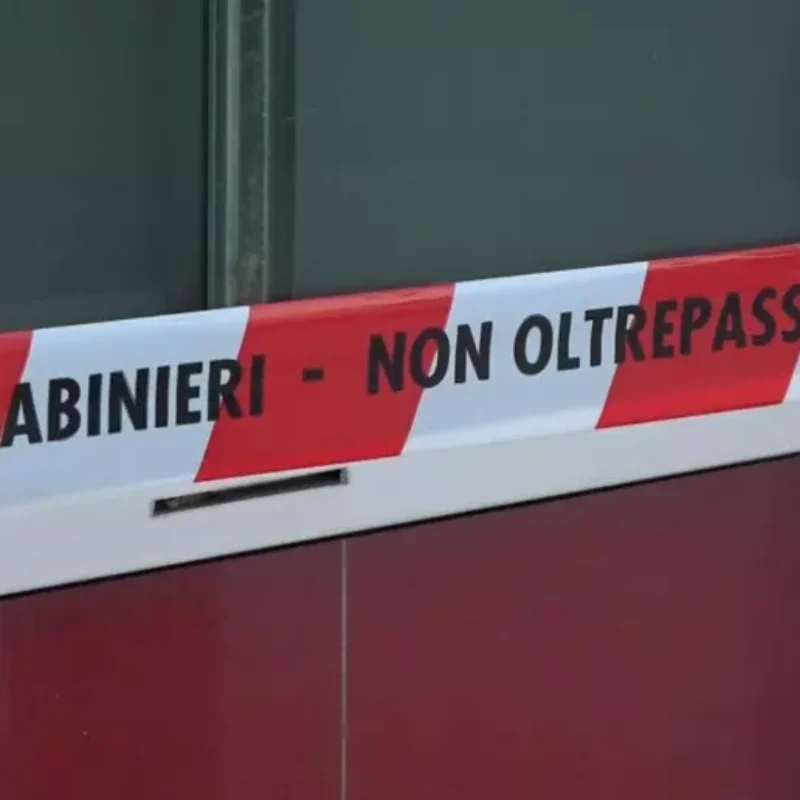 ABINIERI - NON OLTREPASS